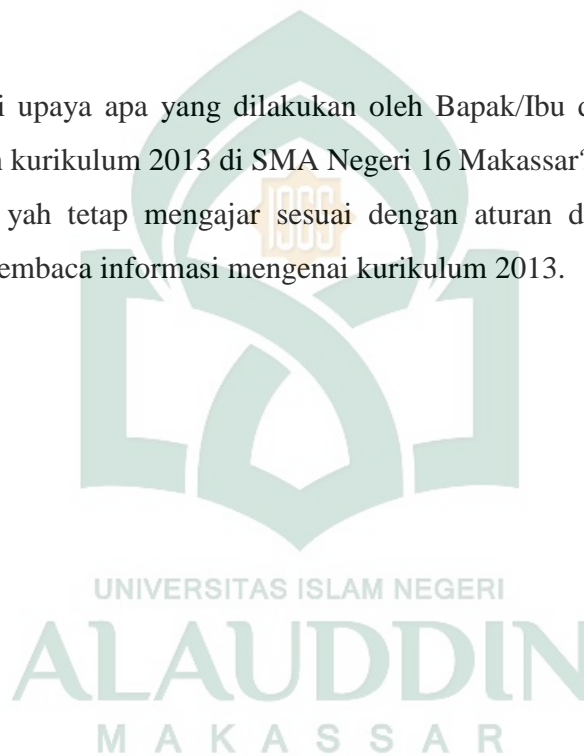 i upaya apa yang dilakukan oleh Bapak/Ibu d
kurikulum 2013 di SMA Negeri 16 Makassar?
yah tetap mengajar sesuai dengan aturan d
embaca informasi mengenai kurikulum 2013.
UNIVERSITAS ISLAM NEGERI
ALAUDDIN
MAKASSAR